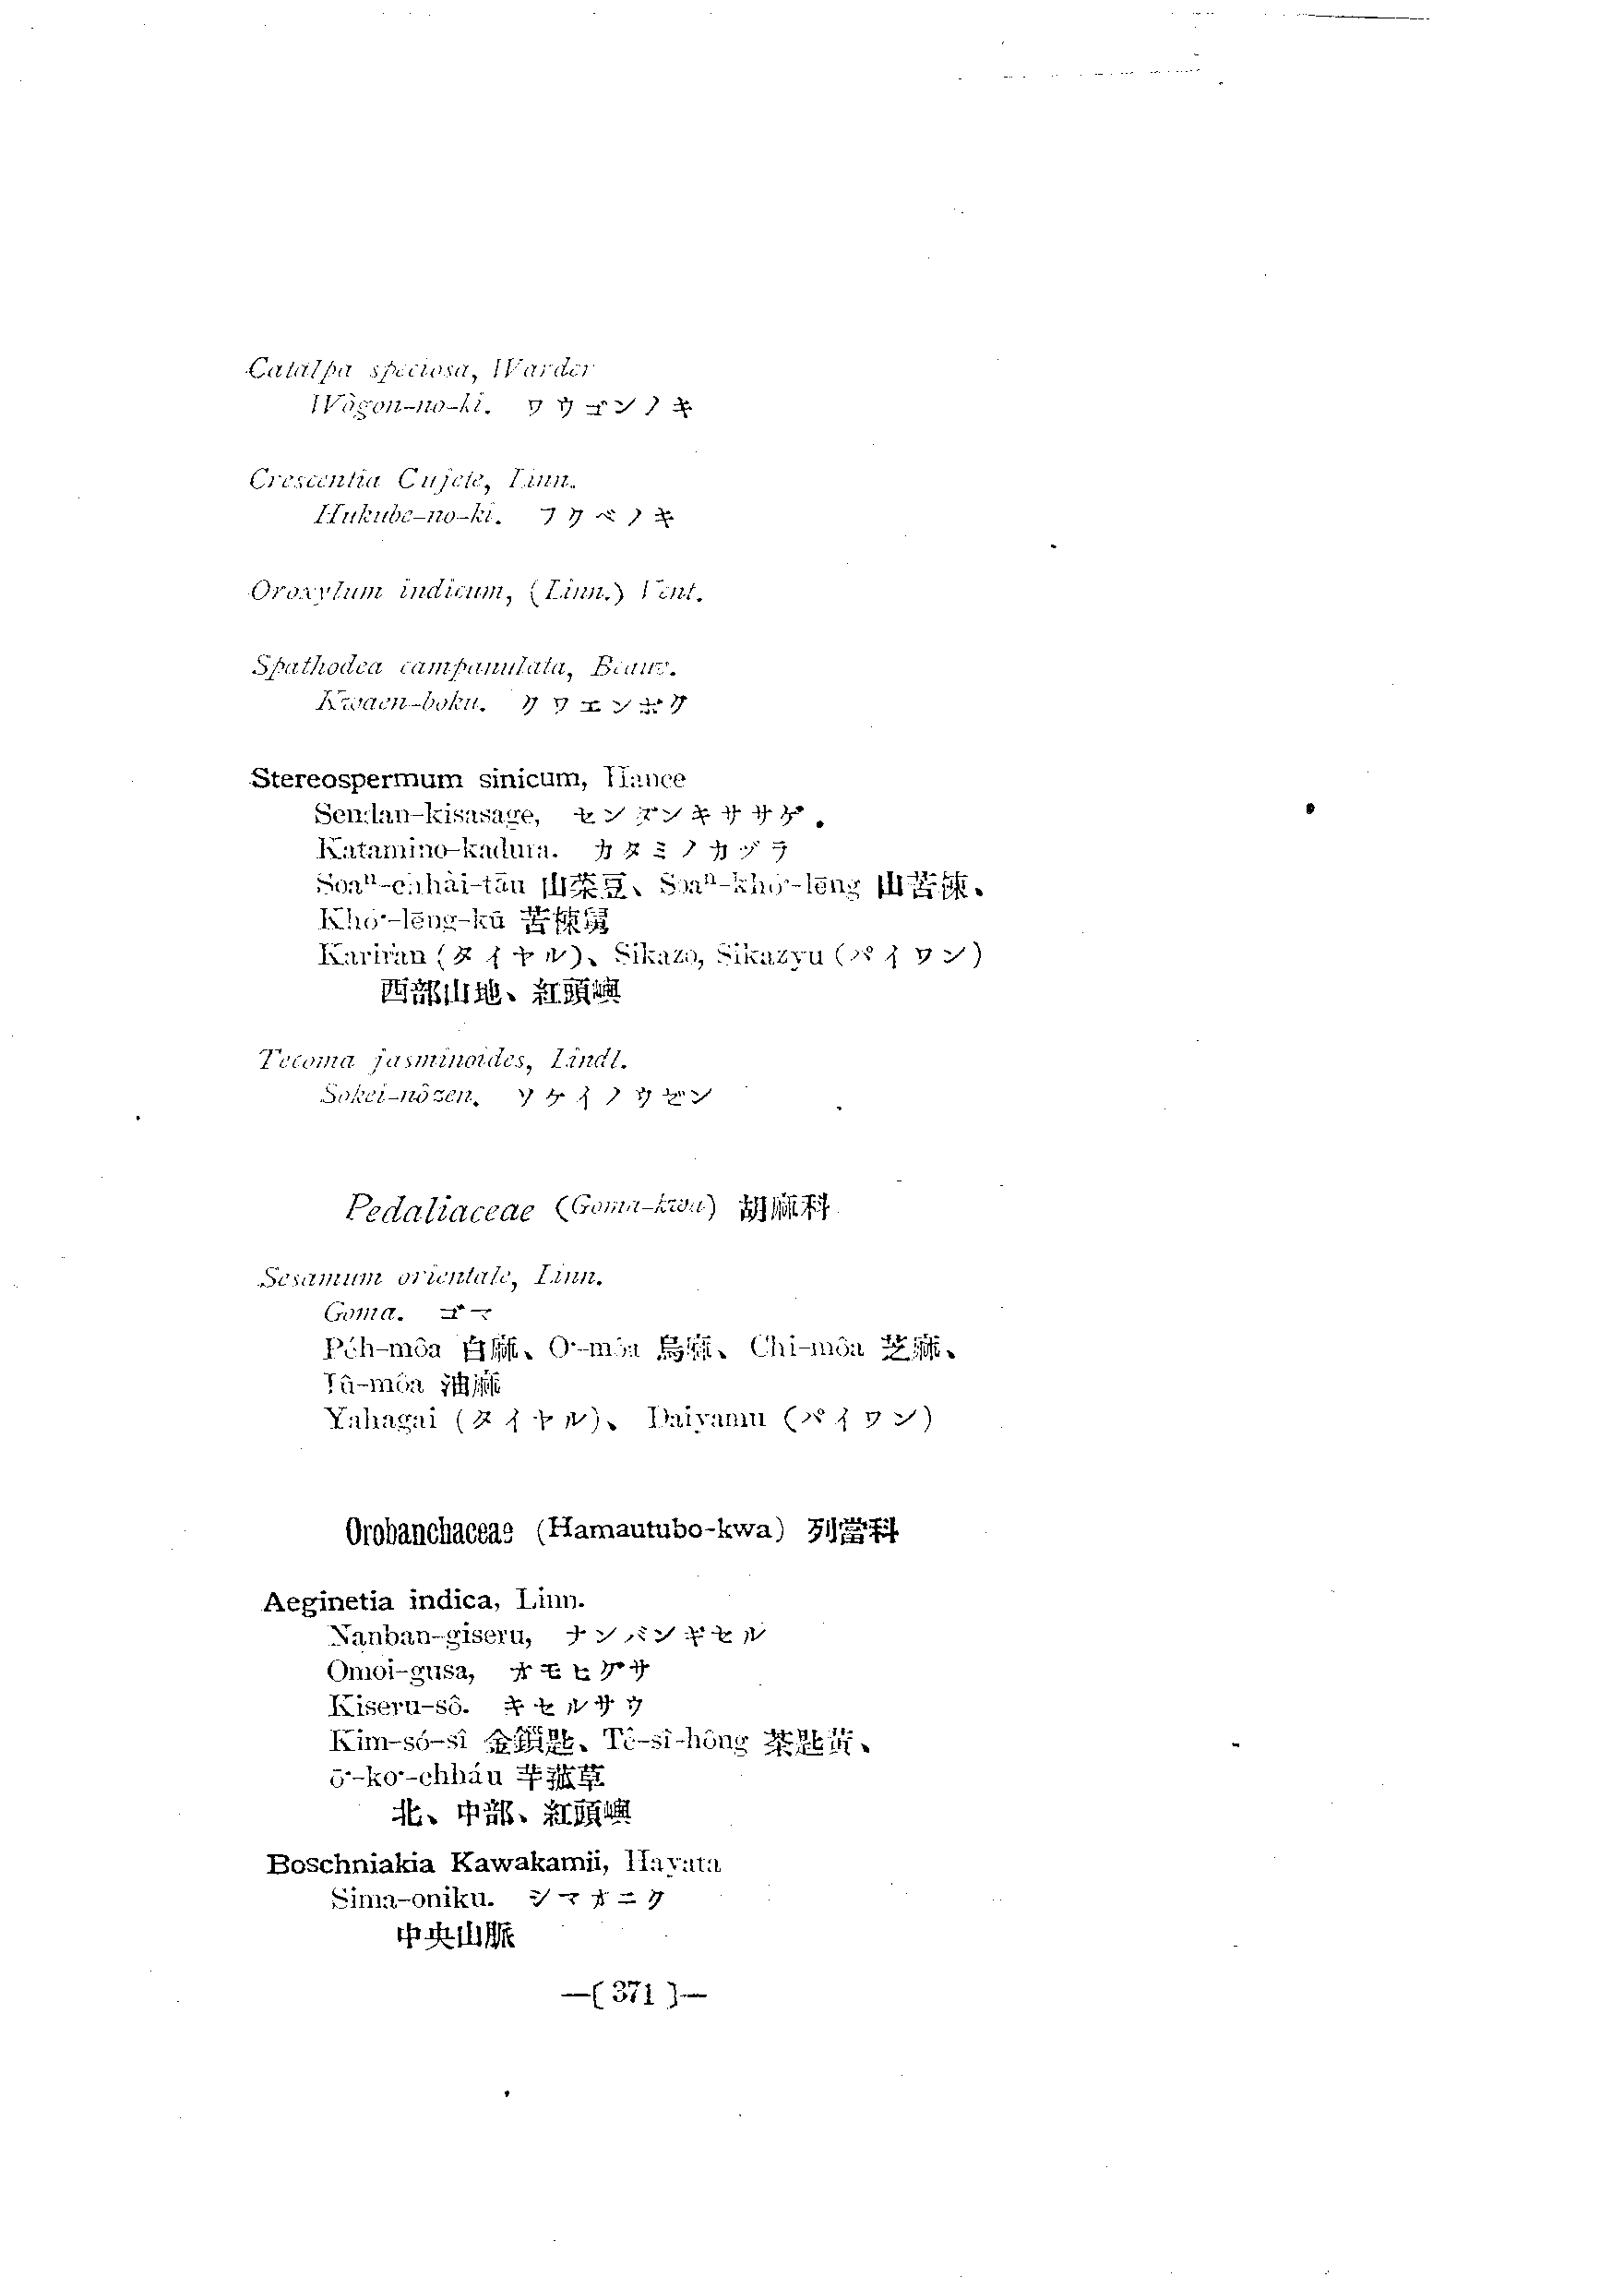 Catalpa speciosa, Warder
Wôgon-no-ki. ワウゴンノキ
Crescentia Cujete, Linn.
Hukube-no-ki. フクベノキ
Oroxylum indicum, (Linn.) Vent.
Spathodea campanulata, Beauv.
Kwaen-boku. クワエンボク
Stereospermum sinicum, Hance
Sendan-kisasage, センダンキササゲ.
Katamino-kadura. カタミノカヅラ
Soaⁿ-chhài-tāu 山菜豆、Soaⁿ-khó·-lēng 山苦楝、
Khó·-lēng-kū 苦楝舅
Kariran (タイヤル)、Sikazo, Sikazyu (パイワン)
西部山地、紅頭嶼
Tecoma jasminoides, Lindl.
Sokei-nôzen. ソケイノウゼン
Pedaliaceae (Goma-kwa) 胡麻科
Sesamum orientale, Linn.
Goma. ゴマ
Pĕh-môa 白麻、O·-môa 烏麻、Chi-môa 芝麻、
Iû-môa 油麻
Yahagai (タイヤル)、Daiyamu (パイワン)
Orobanchaceae (Hamautubo-kwa) 列當科
Aeginetia indica, Linn.
Nanban-giseru, ナンバンギセル
Omoi-gusa, オモヒグサ
Kiseru-sô. キセルサウ
Kim-só-sî 金鎖匙、Tê-sî-hông 茶匙黃、
ō·-ko·-chháu 芋菰草
北、中部、紅頭嶼
Boschniakia Kawakamii, Hayata
Sima-oniku. シマオニク
中央山脈
—( 371 )—